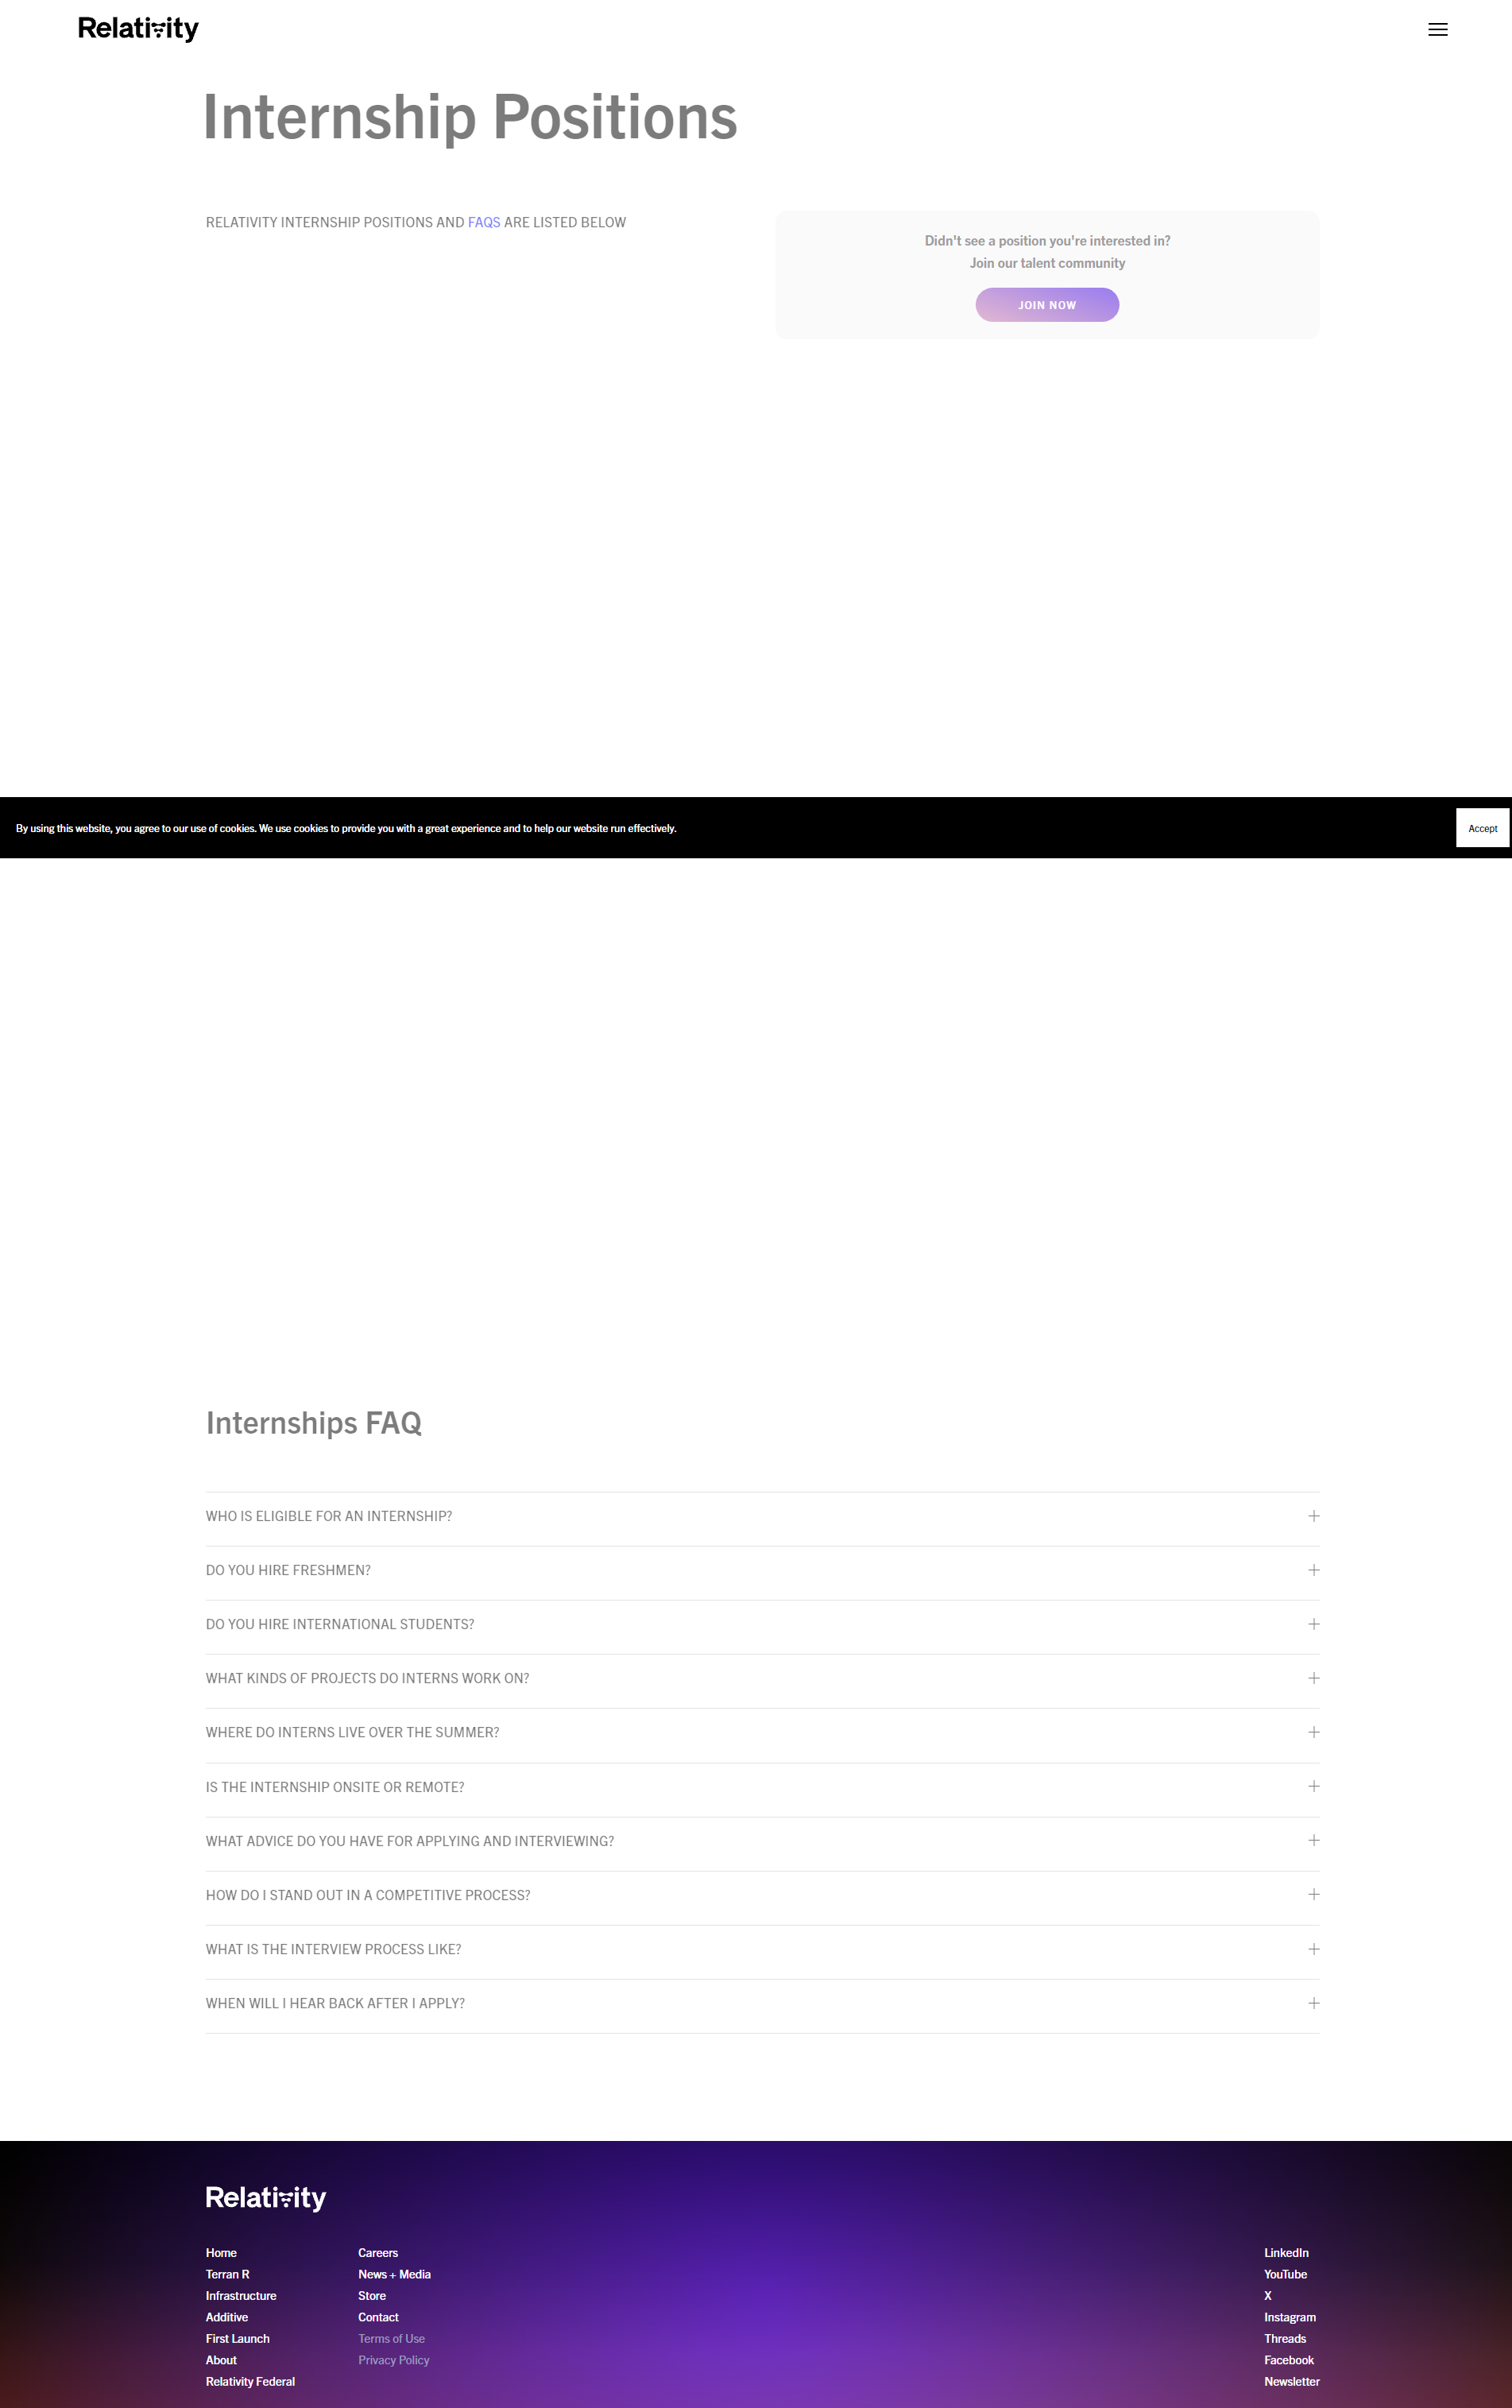 Relativity
Internship Positions
RELATIVITY INTERNSHIP POSITIONS AND FAQS ARE LISTED BELOW
Didn't see a position you're interested in?
Join our talent community
JOIN NOW
By using this website, you agree to our use of cookies. We use cookies to provide you with a great experience and to help our website run effectively.
Accept
Internships FAQ
WHO IS ELIGIBLE FOR AN INTERNSHIP?
DO YOU HIRE FRESHMEN?
DO YOU HIRE INTERNATIONAL STUDENTS?
WHAT KINDS OF PROJECTS DO INTERNS WORK ON?
WHERE DO INTERNS LIVE OVER THE SUMMER?
IS THE INTERNSHIP ONSITE OR REMOTE?
WHAT ADVICE DO YOU HAVE FOR APPLYING AND INTERVIEWING?
HOW DO I STAND OUT IN A COMPETITIVE PROCESS?
WHAT IS THE INTERVIEW PROCESS LIKE?
WHEN WILL I HEAR BACK AFTER I APPLY?
Relativity
Home
Terran R
Infrastructure
Additive
First Launch
About
Relativity Federal
Careers
News + Media
Store
Contact
Terms of Use
Privacy Policy
LinkedIn
YouTube
X
Instagram
Threads
Facebook
Newsletter